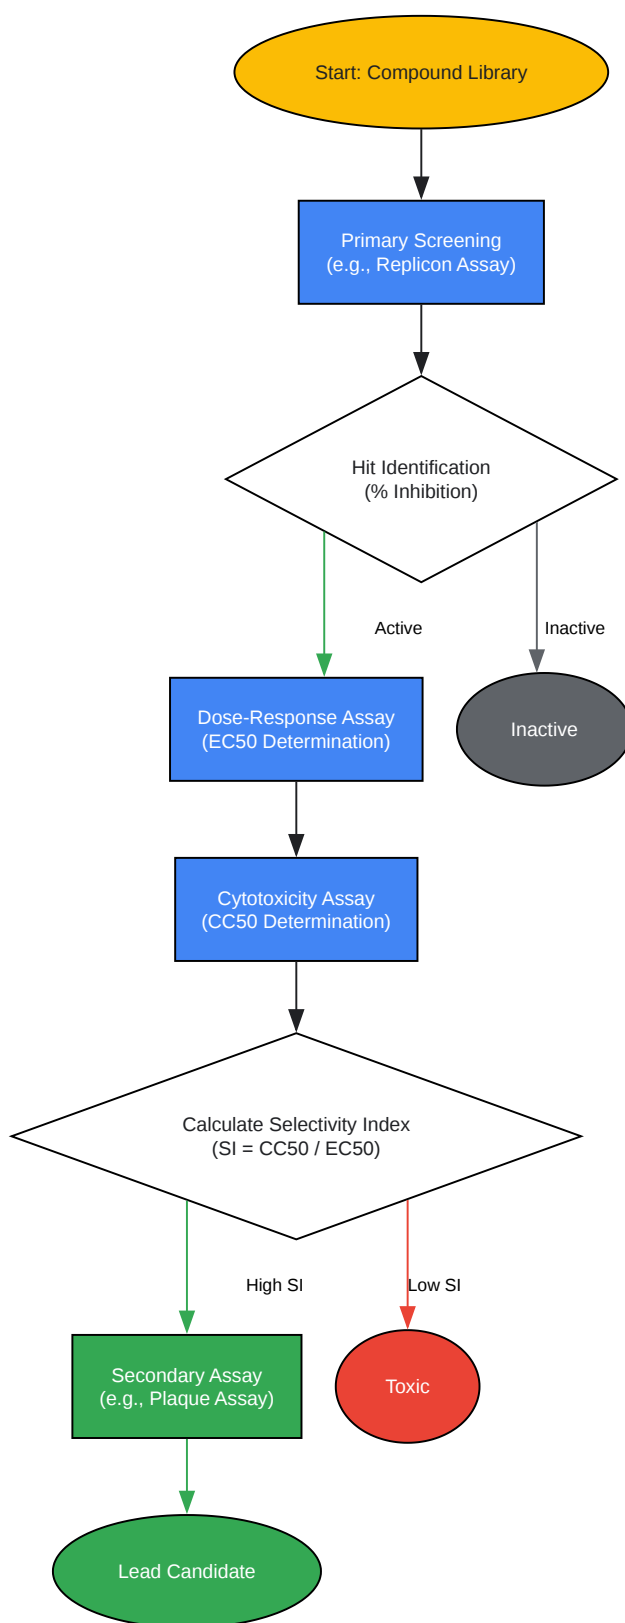 Start: Compound Library
Primary Screening
(e.g., Replicon Assay)
Hit Identification
(% Inhibition)
Active
Inactive
Dose-Response Assay
(EC50 Determination)
Inactive
Cytotoxicity Assay
(CC50 Determination)
Calculate Selectivity Index
(SI = CC50 / EC50)
High SI
Low SI
Secondary Assay
(e.g., Plaque Assay)
Toxic
Lead Candidate